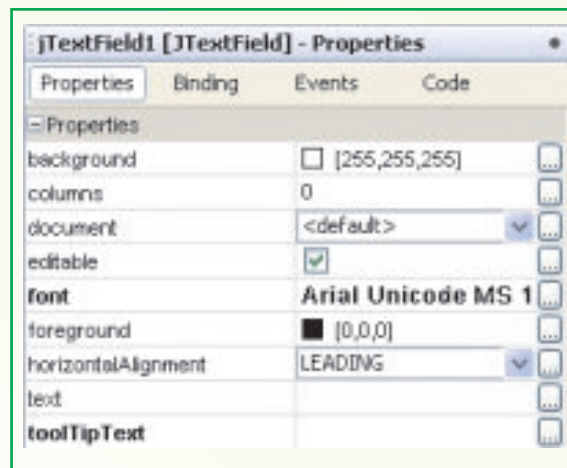 jTextField1 [JTextField] - Properties
Properties Binding Events Code
Properties
background [255,255,255] ...
columns 0 ...
document <default> ...
editable ...
font Arial Unicode MS 1 ...
foreground [0,0,0] ...
horizontalAlignment LEADING ...
text ...
toolTipText ...